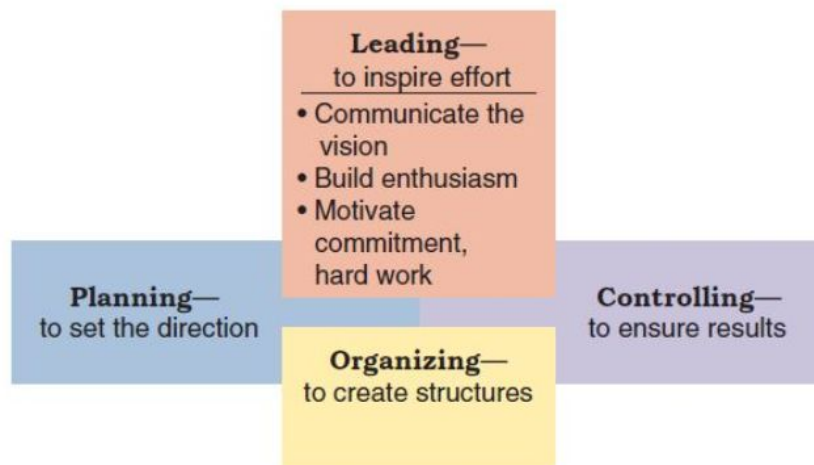 Leading—
to inspire effort
• Communicate the
vision
• Build enthusiasm
• Motivate
commitment,
hard work
Planning—
to set the direction
Controlling—
to ensure results
Organizing—
to create structures